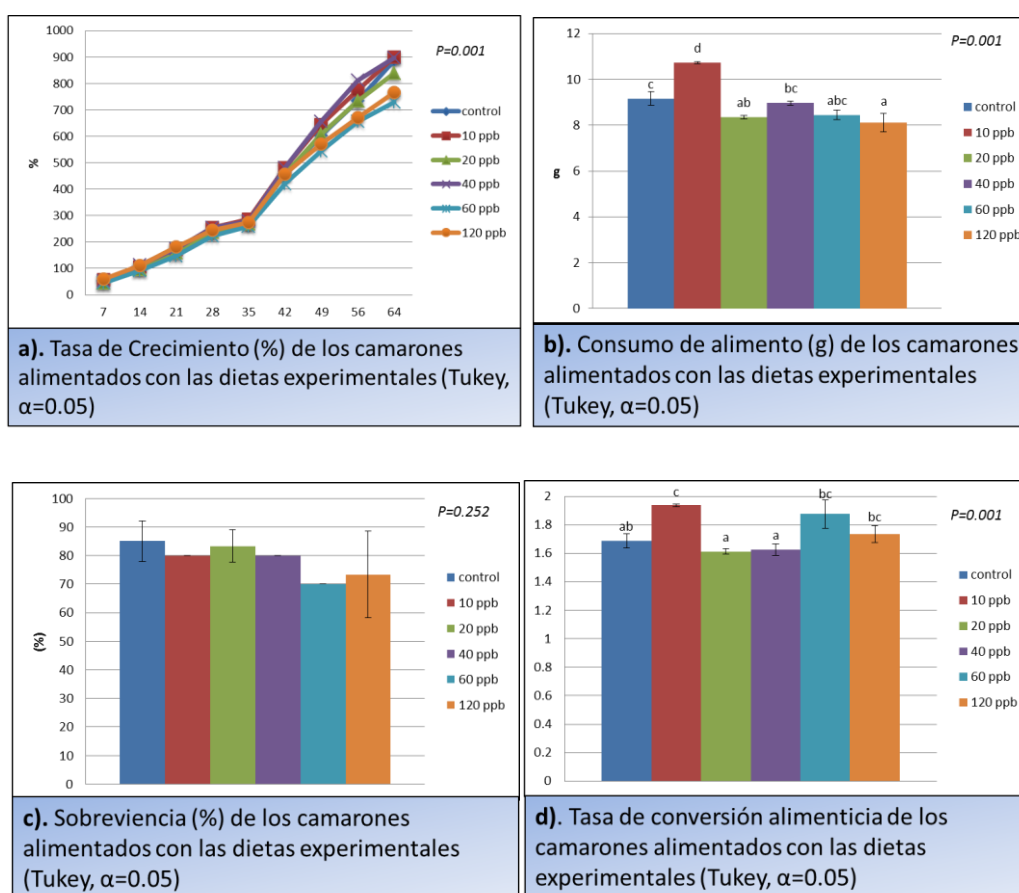 1000
900
800
700
600
500
400
300
200
100
0
%
7 14 21 28 35 42 49 56 64
P=0.001
control
10 ppb
20 ppb
40 ppb
60 ppb
120 ppb
a). Tasa de Crecimiento (%) de los camarones
alimentados con las dietas experimentales (Tukey,
α=0.05)
12
10
8
6
4
2
0
g
c
d
ab
bc
abc
a
P=0.001
control
10 ppb
20 ppb
40 ppb
60 ppb
120 ppb
b). Consumo de alimento (g) de los camarones
alimentados con las dietas experimentales
(Tukey, α=0.05)
100
90
80
70
60
50
40
30
20
10
0
(%)
P=0.252
control
10 ppb
20 ppb
40 ppb
60 ppb
120 ppb
c). Sobreviencia (%) de los camarones
alimentados con las dietas experimentales
(Tukey, α=0.05)
2
1.8
1.6
1.4
1.2
1
0.8
0.6
0.4
0.2
0
ab
c
a
a
bc
bc
P=0.001
control
10 ppb
20 ppb
40 ppb
60 ppb
120 ppb
d). Tasa de conversión alimenticia de los
camarones alimentados con las dietas
experimentales (Tukey, α=0.05)